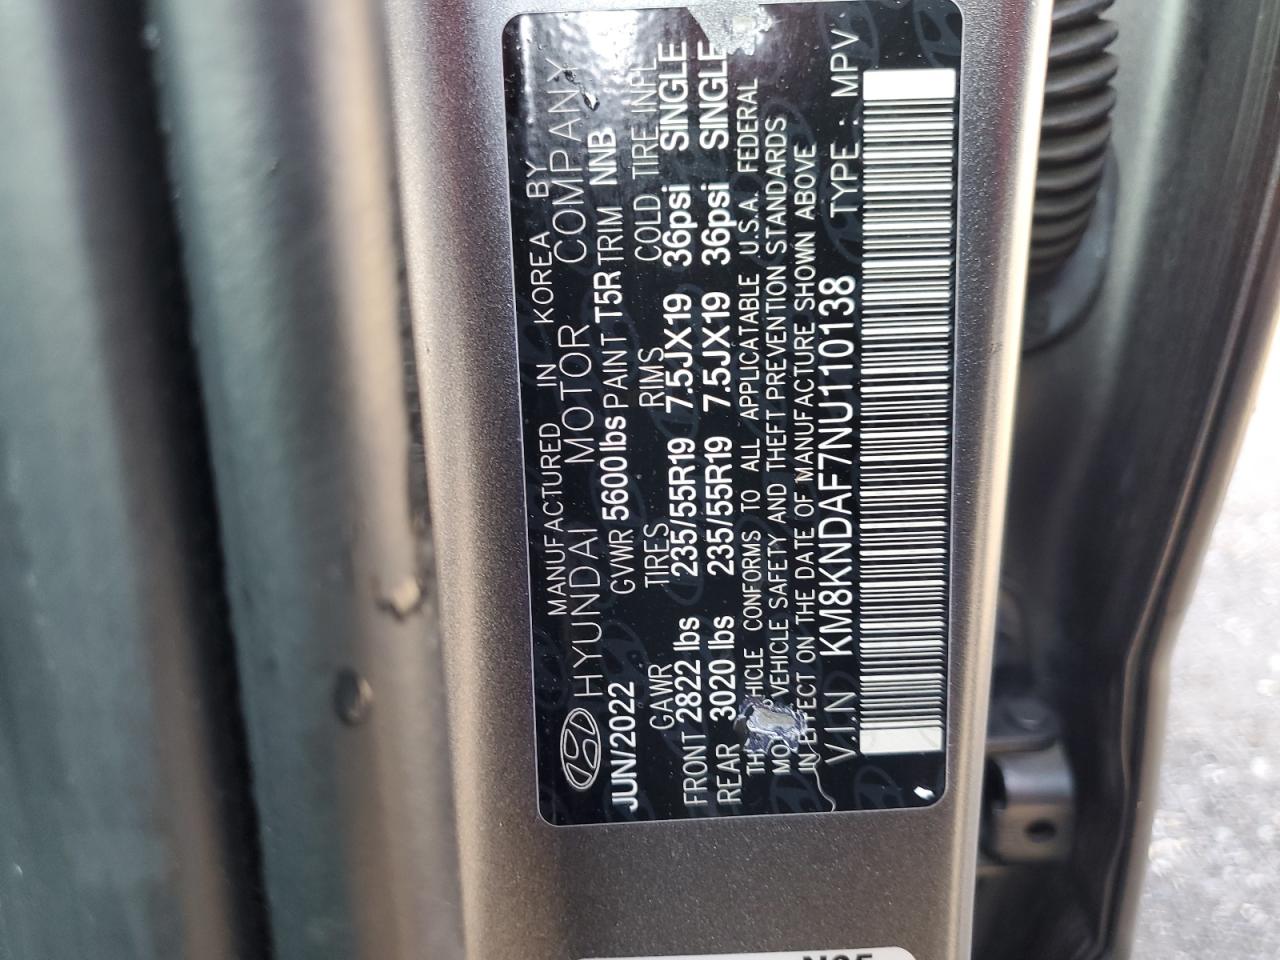 MANUFACTURED IN KOREA BY
HYUNDAI MOTOR COMPANY
JUN/2022 GVWR 5600lbs PAINT T5R TRIM NNB
GAWR TIRES RIMS COLD TIRE INFL
FRONT 2822 lbs 235/55R19 7.5JX19 36psi SINGLE
REAR 3020 lbs 235/55R19 7.5JX19 36psi SINGLE
HICLE CONFORMS TO ALL APPLICATABLE U.S.A. FEDERAL
VEHICLE SAFETY AND THEFT PREVENTION STANDARDS
IN EFFECT ON THE DATE OF MANUFACTURE SHOWN ABOVE
V.I.N KM8KNDAF7NU110138 TYPE : MPV